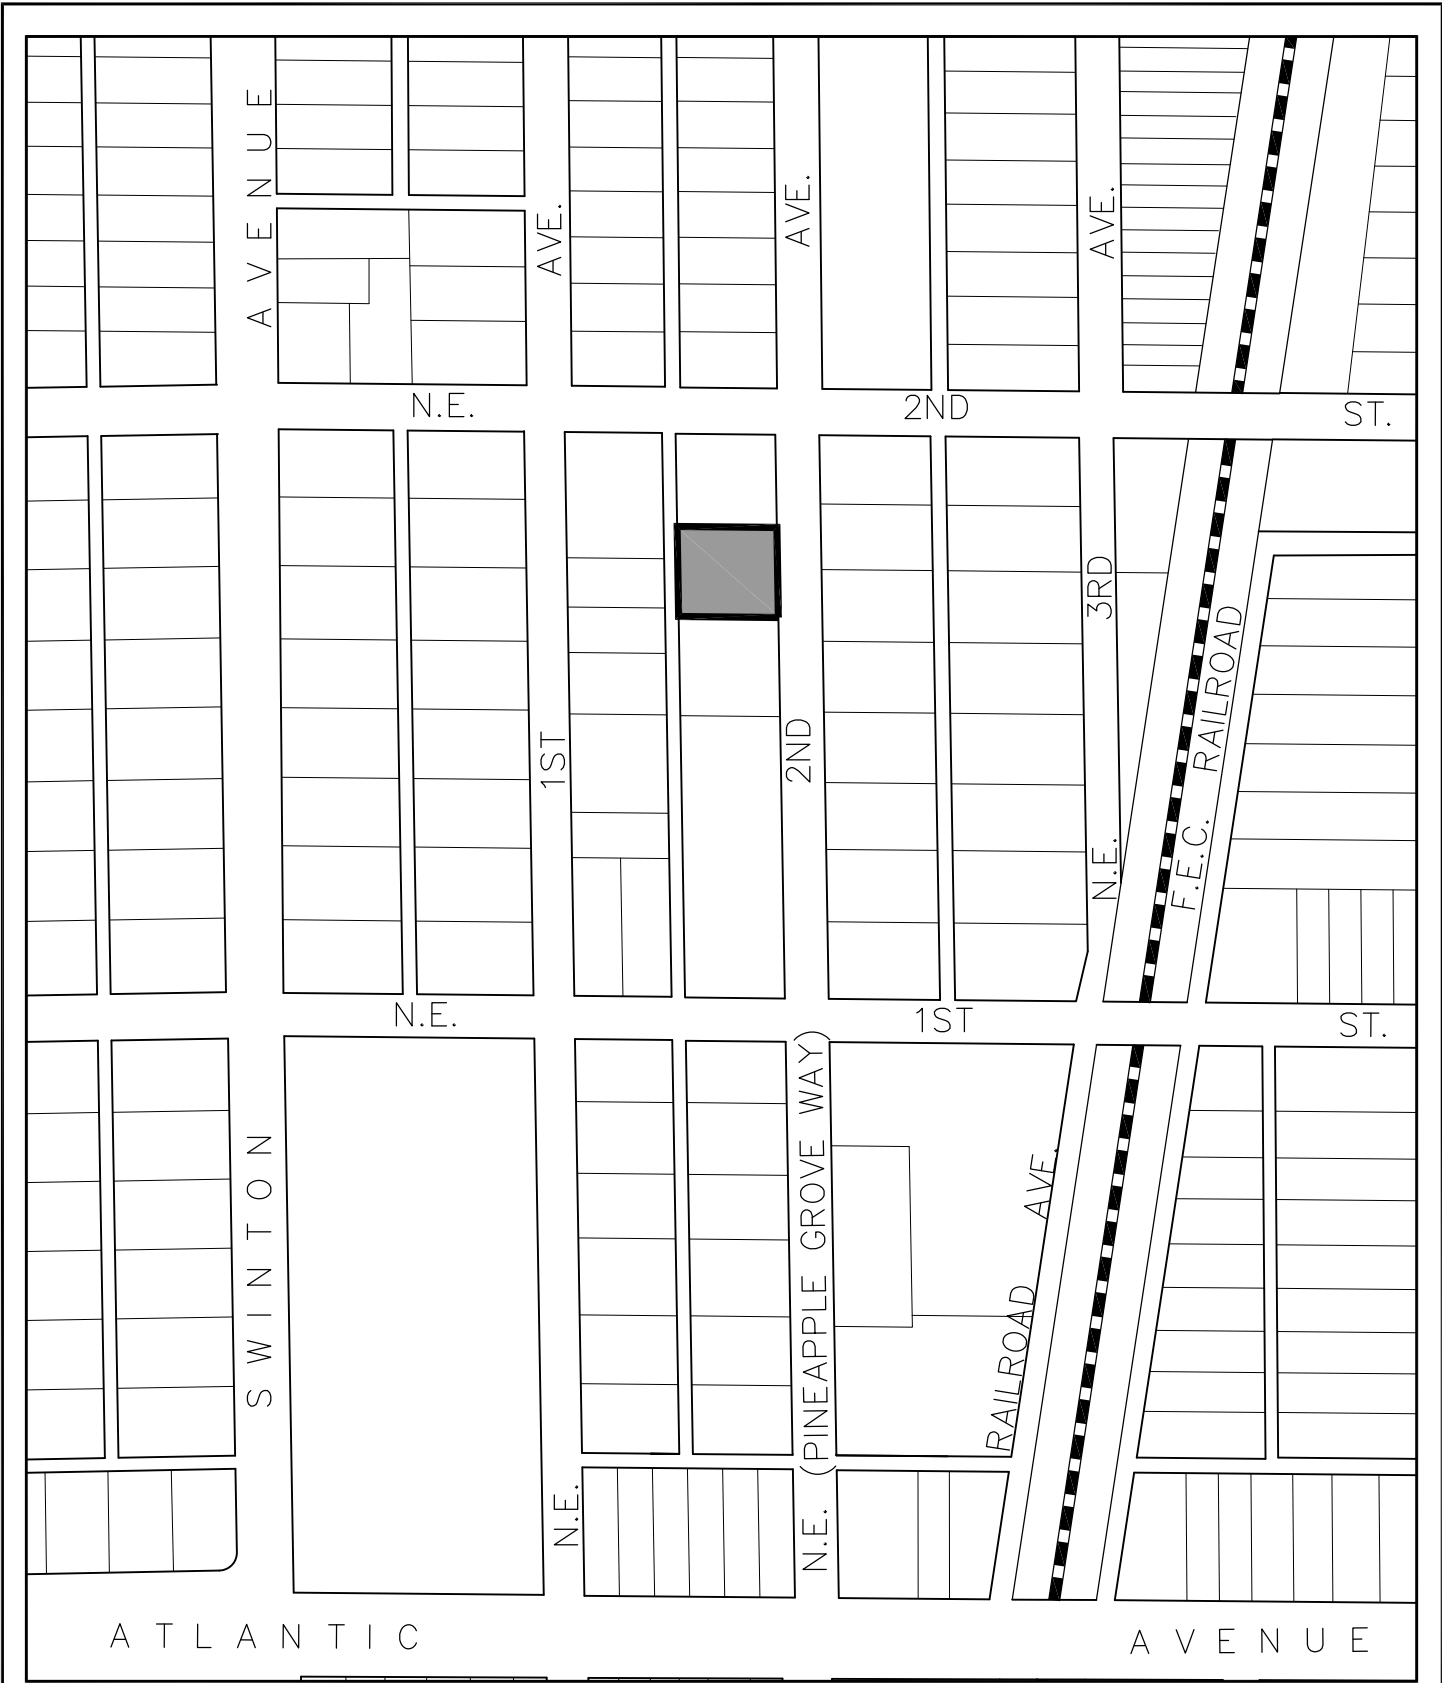 AVENUE
AVE.
AVE.
AVE.
N.E. 2ND ST.
3RD
F.E.C. RAILROAD
1ST
2ND
N.E.
N.E. 1ST ST.
SWINTON
(PINEAPPLE GROVE WAY)
RAILROAD AVE.
N.E.
N.E.
ATLANTIC AVENUE